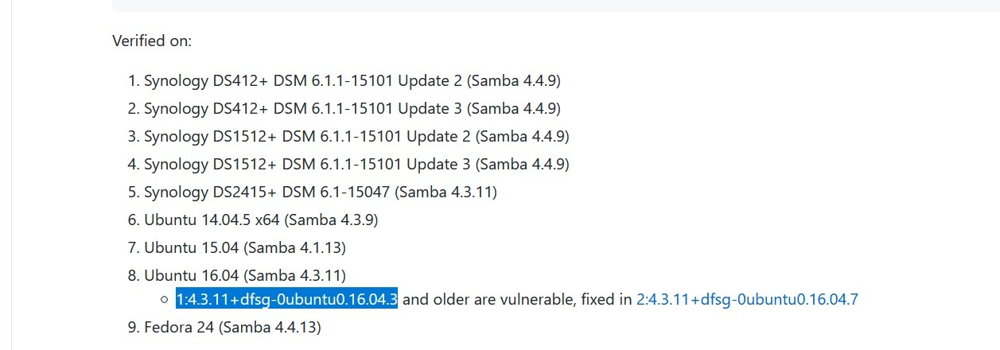 Verified on:
1. Synology DS412+ DSM 6.1.1-15101 Update 2 (Samba 4.4.9)
2. Synology DS412+ DSM 6.1.1-15101 Update 3 (Samba 4.4.9)
3. Synology DS1512+ DSM 6.1.1-15101 Update 2 (Samba 4.4.9)
4. Synology DS1512+ DSM 6.1.1-15101 Update 3 (Samba 4.4.9)
5. Synology DS2415+ DSM 6.1-15047 (Samba 4.3.11)
6. Ubuntu 14.04.5 x64 (Samba 4.3.9)
7. Ubuntu 15.04 (Samba 4.1.13)
8. Ubuntu 16.04 (Samba 4.3.11)
○ 1:4.3.11+dfsg-0ubuntu0.16.04.3 and older are vulnerable, fixed in 2:4.3.11+dfsg-0ubuntu0.16.04.7
9. Fedora 24 (Samba 4.4.13)